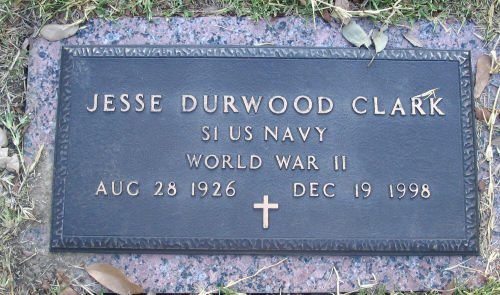 JESSE DURWOOD CLARK
S1 US NAVY
WORLD WAR II
AUG 28 1926 DEC 19 1998